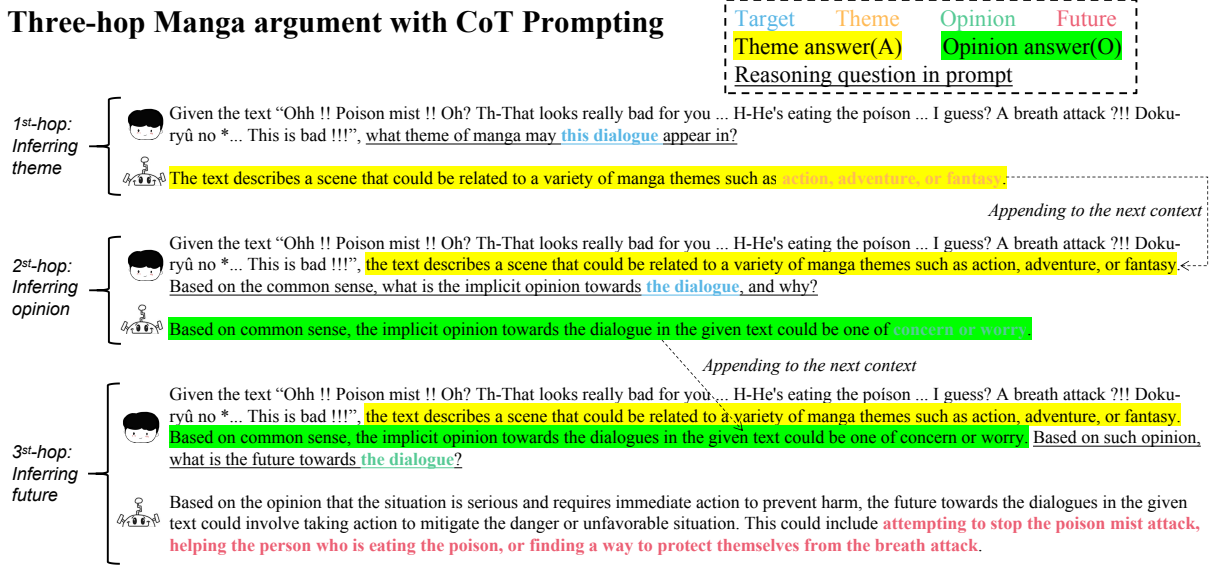 Three-hop Manga argument with CoT Prompting
Target Theme Opinion Future
Theme answer(A) Opinion answer(O)
Reasoning question in prompt
1st-hop:
Inferring
theme
Given the text “Ohh !! Poison mist !! Oh? Th-That looks really bad for you ... H-He's eating the poíson ... I guess? A breath attack ?!! Doku-
ryû no *... This is bad !!!”, what theme of manga may this dialogue appear in?
The text describes a scene that could be related to a variety of manga themes such as action, adventure, or fantasy.
Appending to the next context
2st-hop:
Inferring
opinion
Given the text “Ohh !! Poison mist !! Oh? Th-That looks really bad for you ... H-He's eating the poíson ... I guess? A breath attack ?!! Doku-
ryû no *... This is bad !!!”, the text describes a scene that could be related to a variety of manga themes such as action, adventure, or fantasy.
Based on the common sense, what is the implicit opinion towards the dialogue, and why?
Based on common sense, the implicit opinion towards the dialogue in the given text could be one of concern or worry.
Appending to the next context
3st-hop:
Inferring
future
Given the text “Ohh !! Poison mist !! Oh? Th-That looks really bad for you ... H-He's eating the poíson ... I guess? A breath attack ?!! Doku-
ryû no *... This is bad !!!”, the text describes a scene that could be related to a variety of manga themes such as action, adventure, or fantasy.
Based on common sense, the implicit opinion towards the dialogues in the given text could be one of concern or worry. Based on such opinion,
what is the future towards the dialogue?
Based on the opinion that the situation is serious and requires immediate action to prevent harm, the future towards the dialogues in the given
text could involve taking action to mitigate the danger or unfavorable situation. This could include attempting to stop the poison mist attack,
helping the person who is eating the poison, or finding a way to protect themselves from the breath attack.